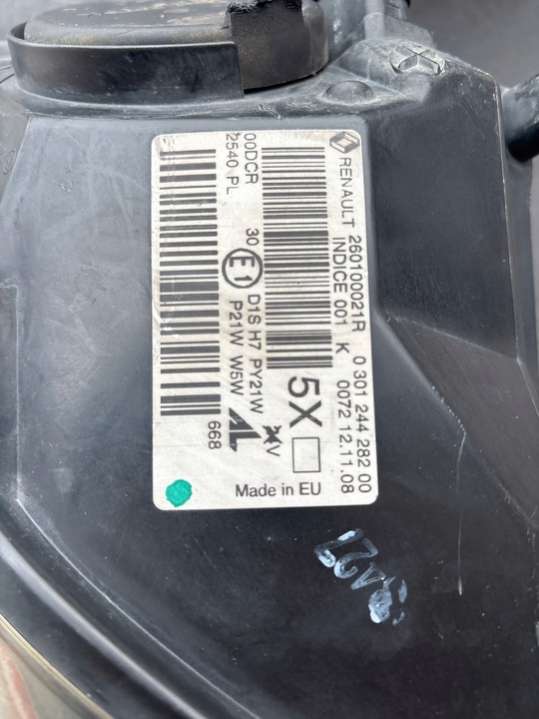 RENAULT 260100021R 0 301 244 282 00
INDICE 001 K 0072 12.11.08
5X
00DCR
2540 PL
30 E1 D1S H7 PY21W
P21W W5W
V
AL
668
Made in EU